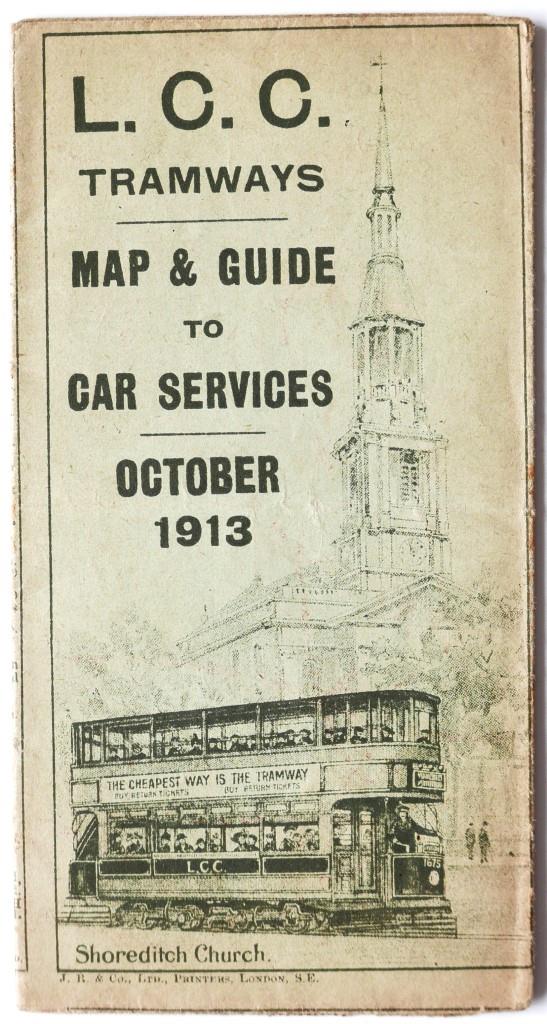 L. C. C.
TRAMWAYS
MAP & GUIDE
TO
CAR SERVICES
OCTOBER
1913
THE CHEAPEST WAY IS THE TRAMWAY
BUY RETURN TICKETS BUY RETURN TICKETS
L.C.C.
1675
Shoreditch Church.
J. R. & Co., Ltd., Printers, London, S.E.